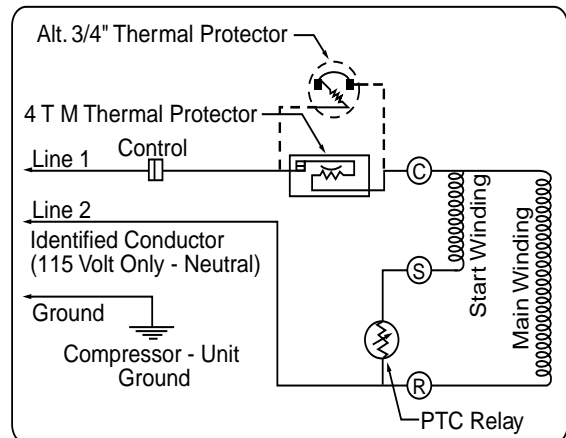 Alt. 3/4" Thermal Protector
4 T M Thermal Protector
Control
Line 1
C
Line 2
Identified Conductor
(115 Volt Only - Neutral)
S
Start Winding
Main Winding
Ground
Compressor - Unit
Ground
R
PTC Relay